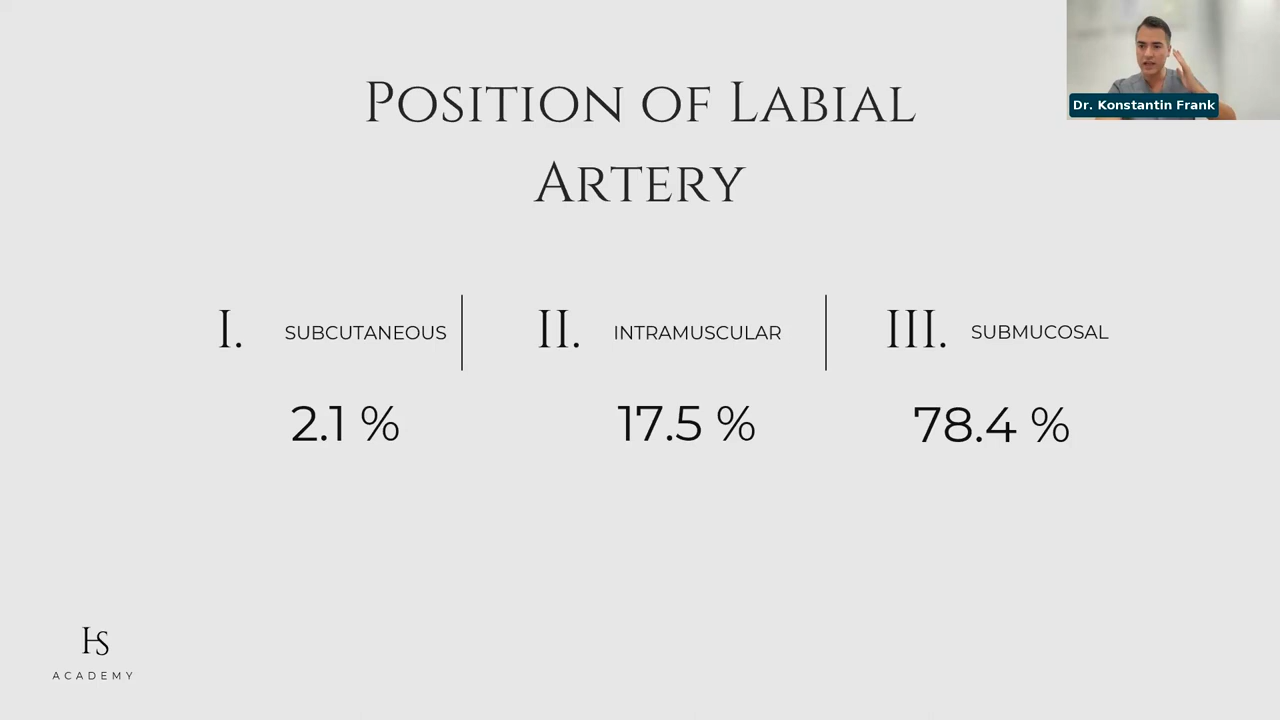 Dr. Konstantin Frank
Position of Labial
Artery
I. SUBCUTANEOUS
2.1 %
II. INTRAMUSCULAR
17.5 %
III. SUBMUCOSAL
78.4 %
HS
ACADEMY